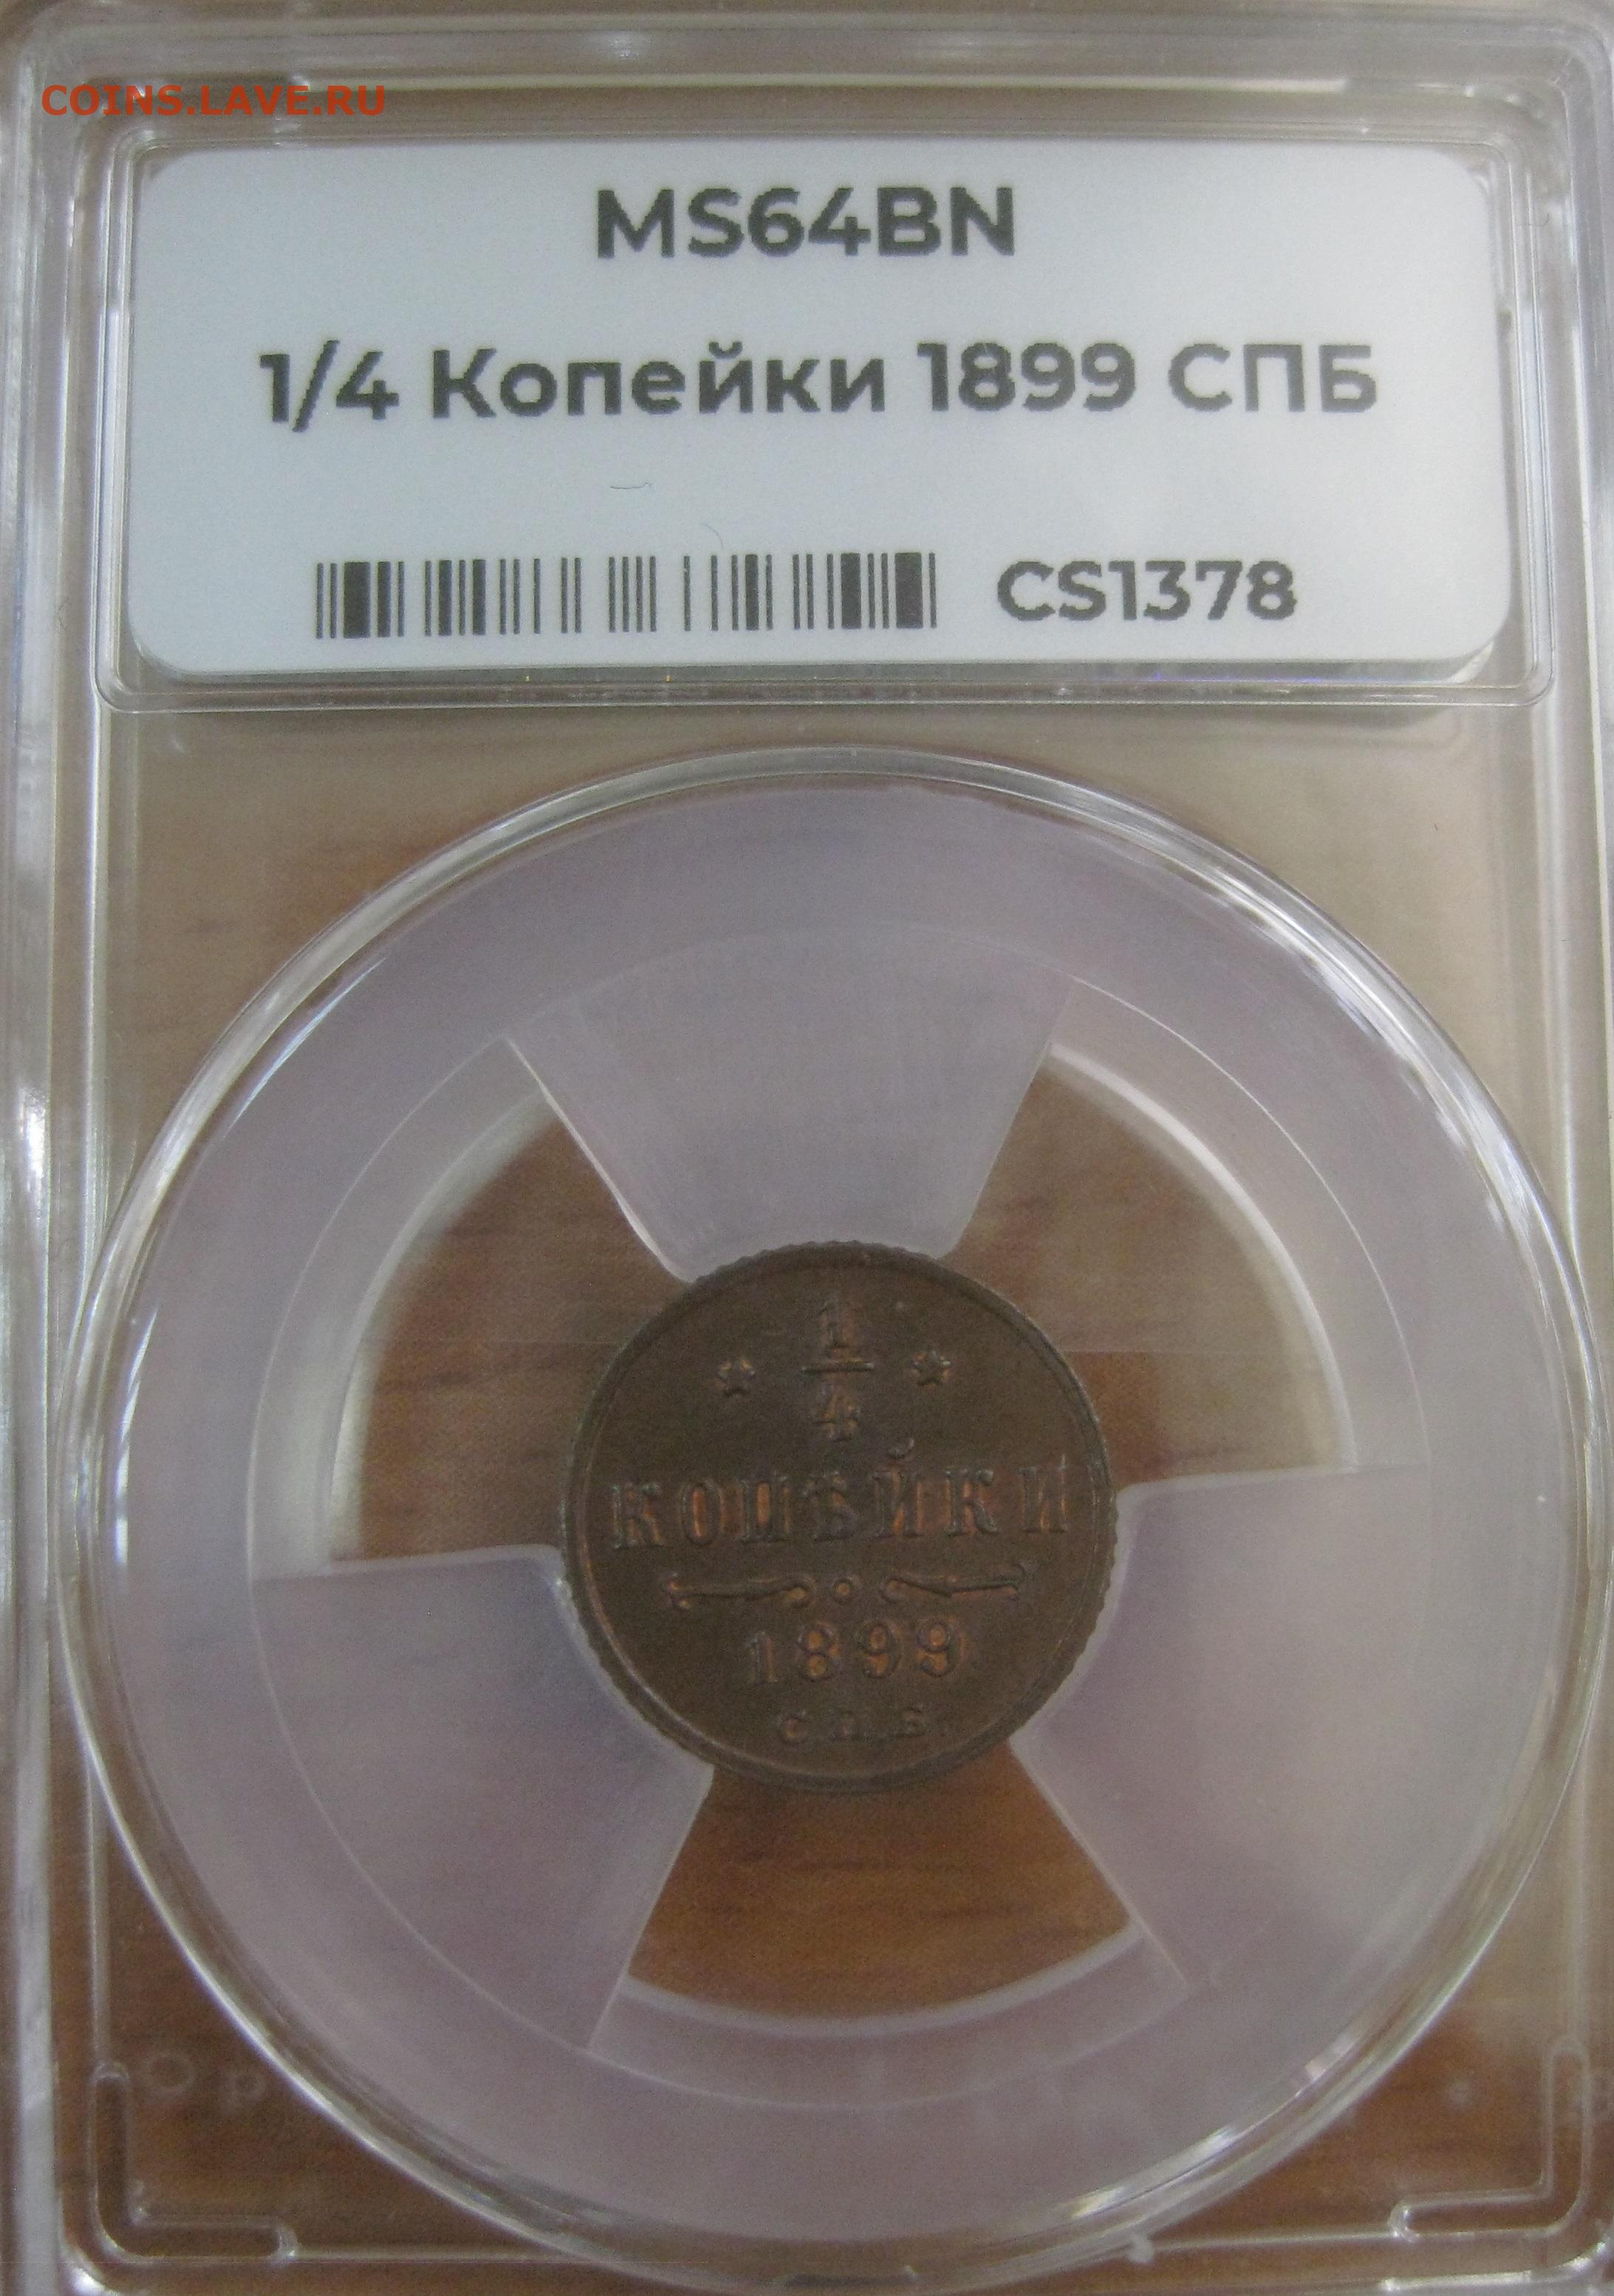 COINS.LAVE.RU
MS64BN
1/4 Копейки 1899 СПБ
CS1378
1
4
КОПѢЙКИ
1899
С.П.Б.